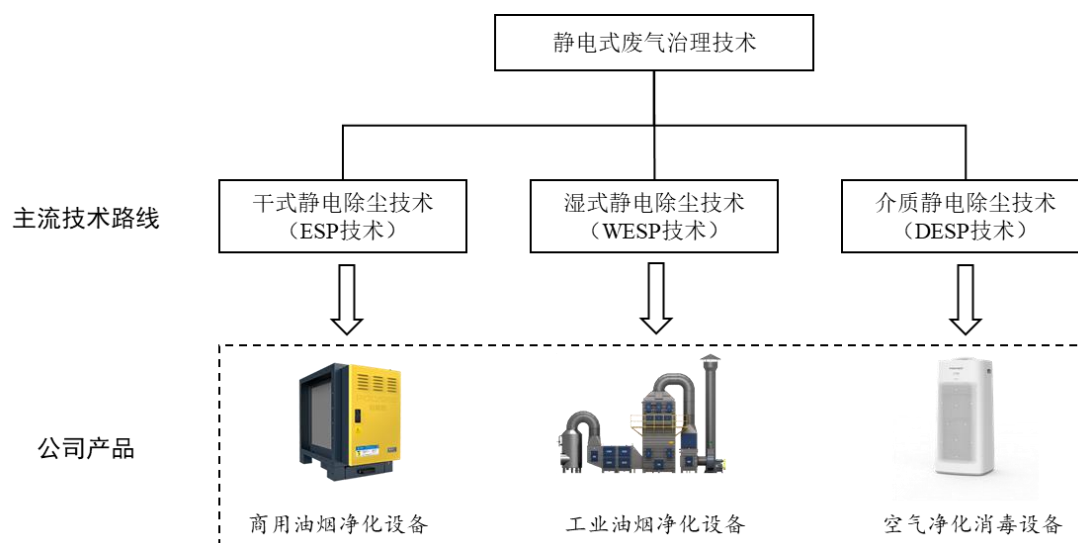 静电式废气治理技术
主流技术路线
干式静电除尘技术
（ESP技术）
湿式静电除尘技术
（WESP技术）
介质静电除尘技术
（DESP技术）
公司产品
商用油烟净化设备
工业油烟净化设备
空气净化消毒设备